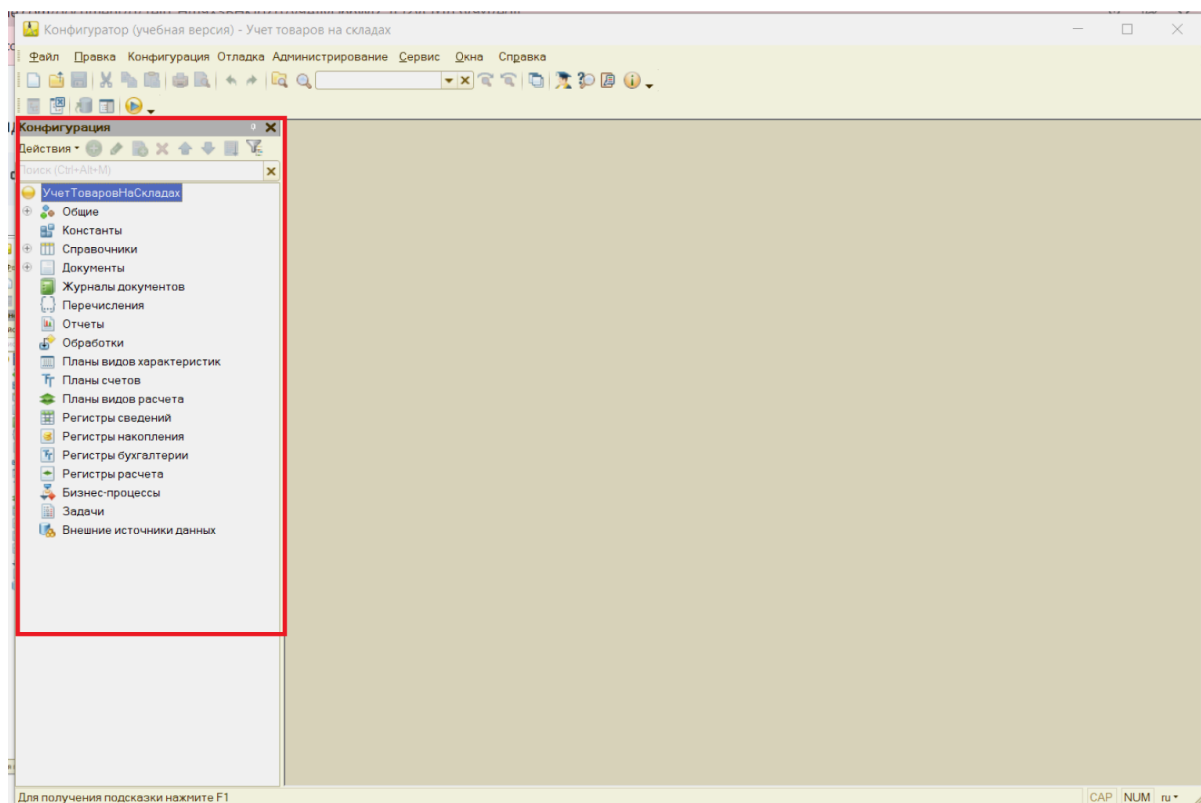 Конфигуратор (учебная версия) - Учет товаров на складах
Файл Правка Конфигурация Отладка Администрирование Сервис Окна Справка
Конфигурация
Действия
Поиск (Ctrl+Alt+M)
УчетТоваровНаСкладах
Общие
Константы
Справочники
Документы
Журналы документов
Перечисления
Отчеты
Обработки
Планы видов характеристик
Планы счетов
Планы видов расчета
Регистры сведений
Регистры накопления
Регистры бухгалтерии
Регистры расчета
Бизнес-процессы
Задачи
Внешние источники данных
Для получения подсказки нажмите F1 CAP NUM ru